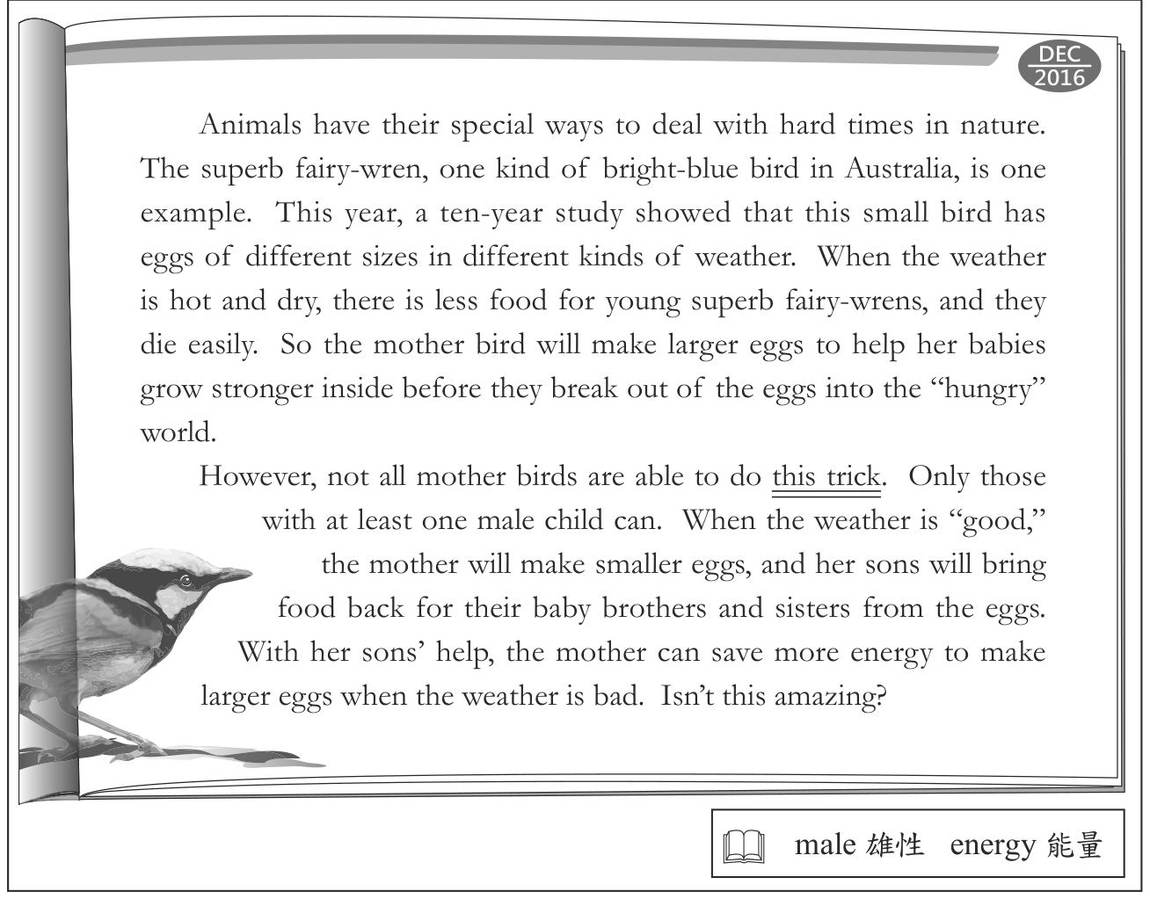 DEC
2016
Animals have their special ways to deal with hard times in nature.
The superb fairy-wren, one kind of bright-blue bird in Australia, is one
example. This year, a ten-year study showed that this small bird has
eggs of different sizes in different kinds of weather. When the weather
is hot and dry, there is less food for young superb fairy-wrens, and they
die easily. So the mother bird will make larger eggs to help her babies
grow stronger inside before they break out of the eggs into the “hungry”
world.
However, not all mother birds are able to do this trick. Only those
with at least one male child can. When the weather is “good,”
the mother will make smaller eggs, and her sons will bring
food back for their baby brothers and sisters from the eggs.
With her sons’ help, the mother can save more energy to make
larger eggs when the weather is bad. Isn’t this amazing?
male 雄性 energy 能量